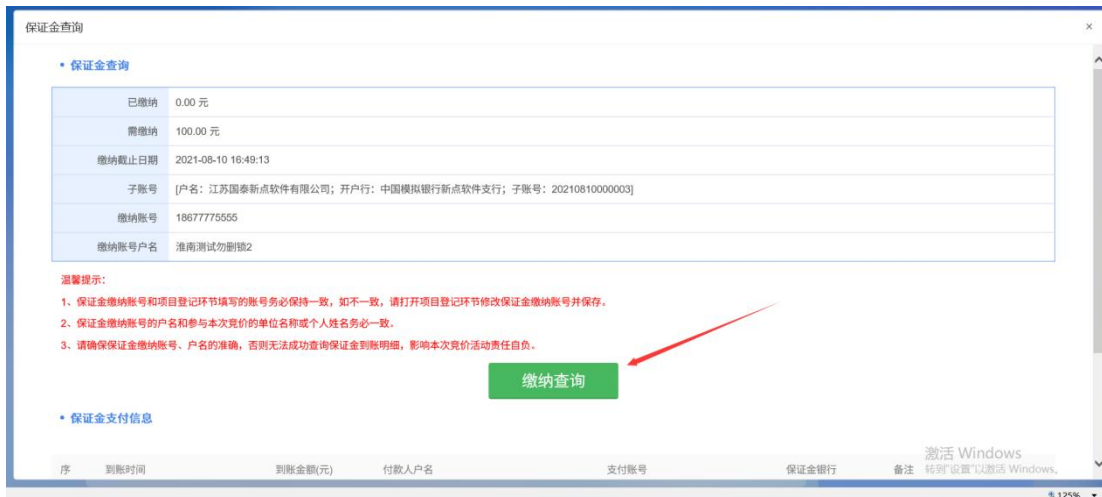 保证金查询 ×
• 保证金查询
已缴纳 0.00 元
需缴纳 100.00 元
缴纳截止日期 2021-08-10 16:49:13
子账号 [户名：江苏国泰新点软件有限公司；开户行：中国模拟银行新点软件支行；子账号：20210810000003]
缴纳账号 18677775555
缴纳账号户名 淮南测试勿删锁2
温馨提示：
1、保证金缴纳账号和项目登记环节填写的账号务必保持一致，如不一致，请打开项目登记环节修改保证金缴纳账号并保存。
2、保证金缴纳账号的户名和参与本次竞价的单位名称或个人姓名务必一致。
3、请确保保证金缴纳账号、户名的准确，否则无法成功查询保证金到账明细，影响本次竞价活动责任自负。
缴纳查询
• 保证金支付信息
激活 Windows
序 到账时间 到账金额(元) 付款人户名 支付账号 保证金银行 备注 转到"设置"以激活 Windows。
125%